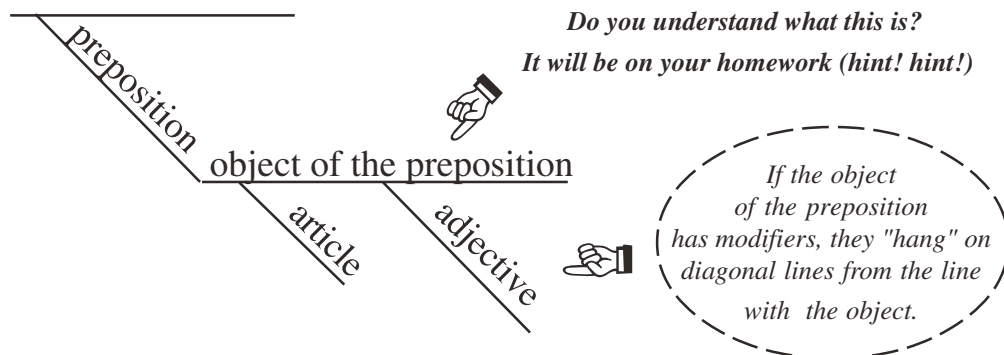 Do you understand what this is?
It will be on your homework (hint! hint!)
preposition
object of the preposition
article
adjective
If the object
of the preposition
has modifiers, they "hang" on
diagonal lines from the line
with the object.